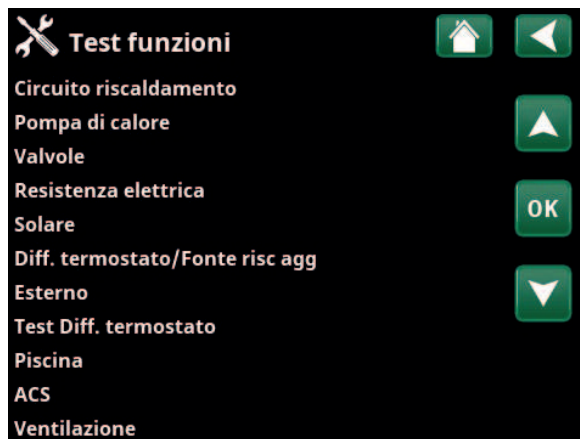 Test funzioni
Circuito riscaldamento
Pompa di calore
Valvole
Resistenza elettrica
OK
Solare
Diff. termostato/Fonte risc agg
Esterno
Test Diff. termostato
Piscina
ACS
Ventilazione